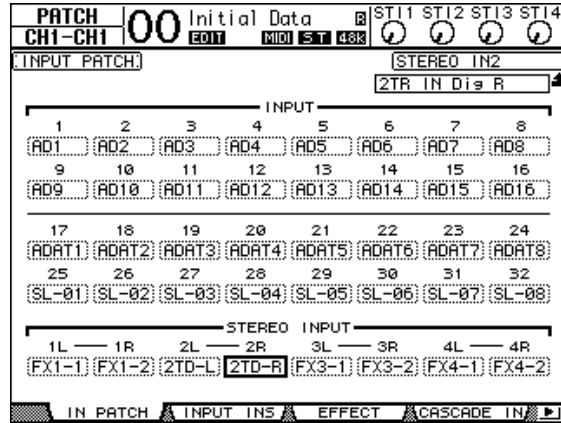 PATCH 00 Initial Data R ST11 ST12 ST13 ST14
CH1-CH1 EDIT MIDI ST 48k
INPUT PATCH STEREO IN2
2TR IN Dig R
INPUT
1 2 3 4 5 6 7 8
AD1 AD2 AD3 AD4 AD5 AD6 AD7 AD8
9 10 11 12 13 14 15 16
AD9 AD10 AD11 AD12 AD13 AD14 AD15 AD16
17 18 19 20 21 22 23 24
ADAT1 ADAT2 ADAT3 ADAT4 ADAT5 ADAT6 ADAT7 ADAT8
25 26 27 28 29 30 31 32
SL-01 SL-02 SL-03 SL-04 SL-05 SL-06 SL-07 SL-08
STEREO INPUT
1L 1R 2L 2R 3L 3R 4L 4R
FX1-1 FX1-2 2TD-L 2TD-R FX3-1 FX3-2 FX4-1 FX4-2
IN PATCH INPUT INS EFFECT CASCADE IN